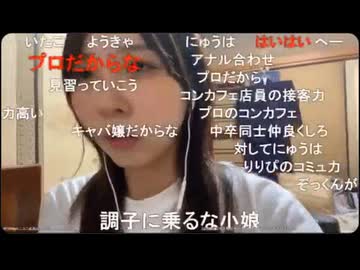 いたこ ようきゃ にゅうは はいはい へー
プロだからな アナル合わせ
プロだから
見習っていこう コンカフェ店員の接客力
力高い プロのコンカフェ
キャバ嬢だからな 中卒同士仲良くしろ
対してにゅうは
りりぴのコミュ力
ぞっくんが
調子に乗るな小娘